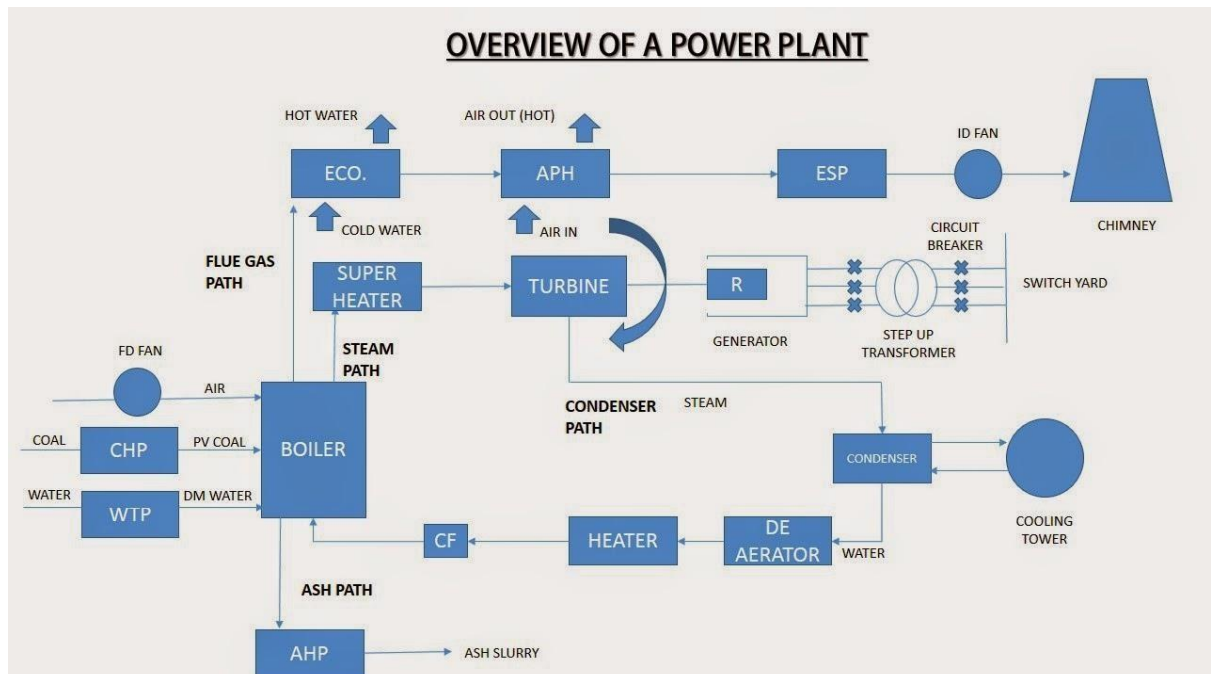 OVERVIEW OF A POWER PLANT
HOT WATER
AIR OUT (HOT)
ID FAN
ECO.
APH
ESP
COLD WATER
AIR IN
CHIMNEY
FLUE GAS
PATH
SUPER
HEATER
TURBINE
R
GENERATOR
CIRCUIT
BREAKER
STEP UP
TRANSFORMER
SWITCH YARD
STEAM
PATH
FD FAN
AIR
COAL
CHP
PV COAL
BOILER
WATER
WTP
DM WATER
CONDENSER
PATH
STEAM
CONDENSER
COOLING
TOWER
CF
HEATER
DE
AERATOR
WATER
ASH PATH
AHP
ASH SLURRY